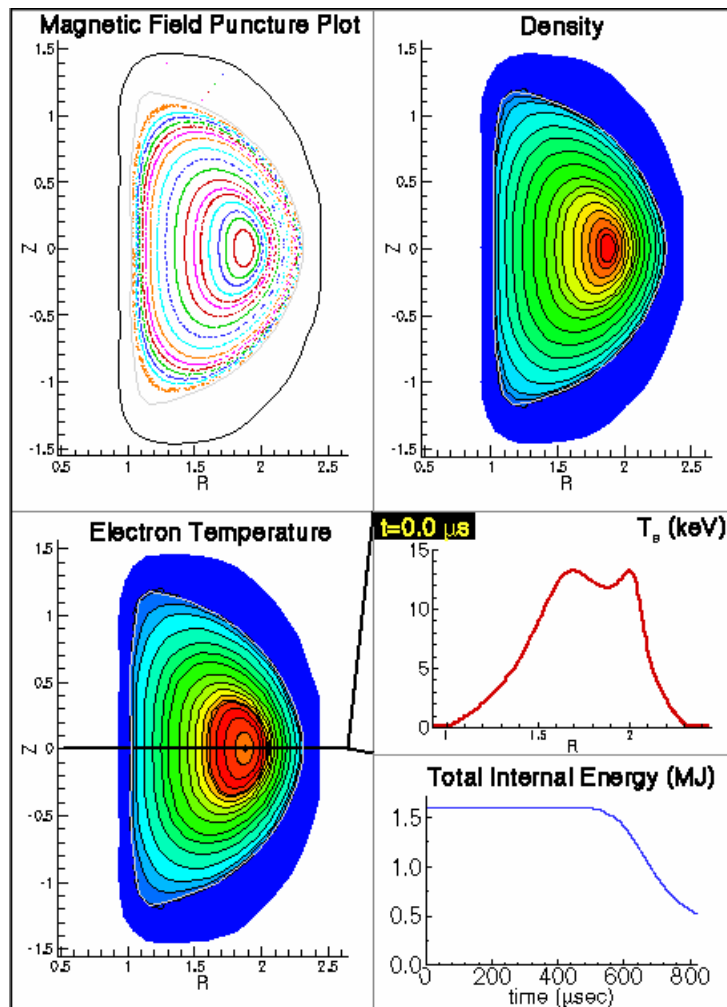 Magnetic Field Puncture Plot
1.5
1
0.5
Z
0
-0.5
-1
-1.5
0.5 1 1.5 2 2.5
R
Density
1.5
1
0.5
Z
0
-0.5
-1
-1.5
0.5 1 1.5 2 2.5
R
Electron Temperature
1.5
1
0.5
Z
0
-0.5
-1
-1.5
0.5 1 1.5 2 2.5
R
t=0.0 μs
Te (keV)
15
10
5
0
1 1.5 2
R
Total Internal Energy (MJ)
1.5
1.0
0.5
0.0
0 200 400 600 800
time (μsec)